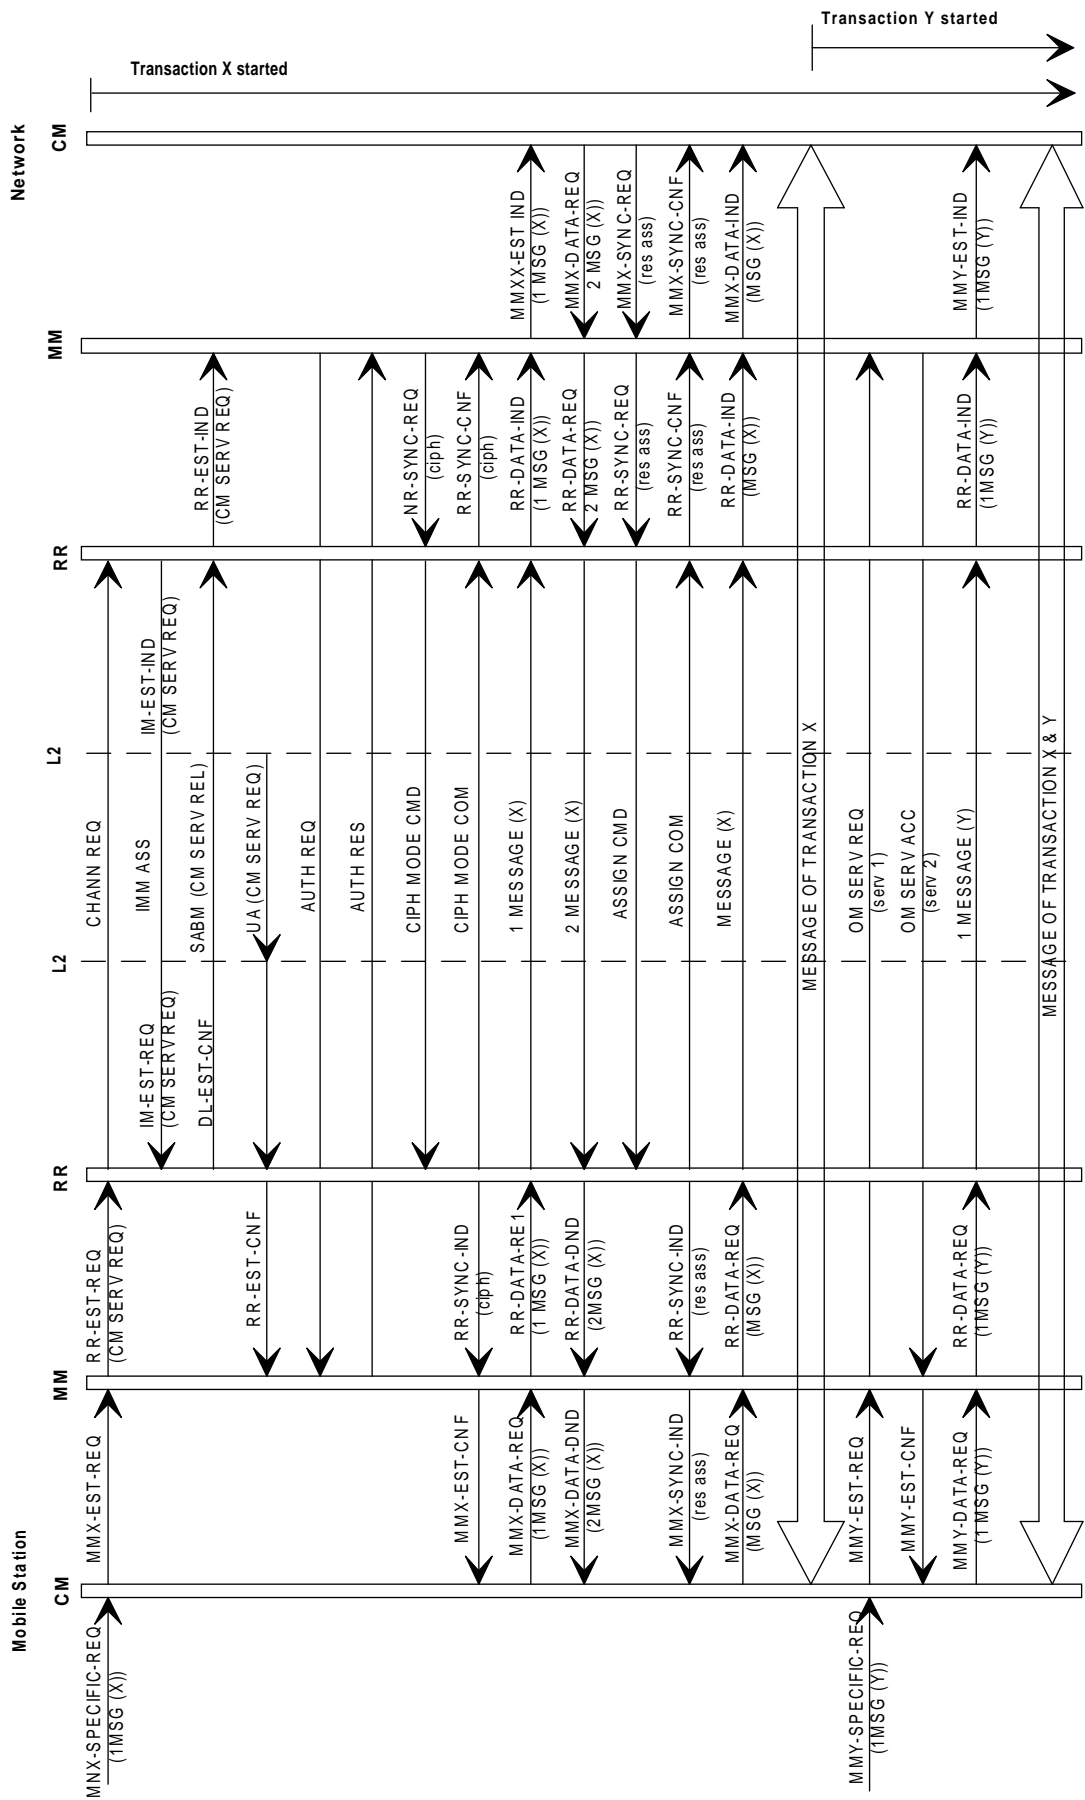 Transaction Y started
Transaction X started
Network
Mobile Station
CM
MM
RR
L2
L2
RR
MM
CM
MNX-SPECIFIC-REQ
(1MSG (X))
MMX-EST-REQ
RR-EST-REQ
(CM SERV REQ)
CHANN REQ
IM-EST-REQ
(CM SERV REQ)
IMM ASS
IM-EST-IND
(CM SERV REQ)
DL-EST-CNF
SABM (CM SERV REL)
RR-EST-IND
(CM SERV REQ)
RR-EST-CNF
UA (CM SERV REQ)
AUTH REQ
AUTH RES
CIPH MODE CMD
NR-SYNC-REQ
(ciph)
MMX-EST-CNF
RR-SYNC-IND
(ciph)
CIPH MODE COM
RR-SYNC-CNF
(ciph)
MMX-DATA-REQ
(1MSG (X))
RR-DATA-RE1
(1 MSG (X))
1 MESSAGE (X)
RR-DATA-IND
(1 MSG (X))
MMXX-EST IND
(1 MSG (X))
MMX-DATA-DND
(2MSG (X))
RR-DATA-DND
(2MSG (X))
2 MESSAGE (X)
RR-DATA-REQ
2 MSG (X))
MMX-DATA-REQ
2 MSG (X))
ASSIGN CMD
RR-SYNC-REQ
(res ass)
MMX-SYNC-REQ
(res ass)
MMX-SYNC-IND
(res ass)
RR-SYNC-IND
(res ass)
ASSIGN COM
RR-SYNC-CNF
(res ass)
MMX-SYNC-CNF
(res ass)
MMX-DATA-REQ
(MSG (X))
RR-DATA-REQ
(MSG (X))
MESSAGE (X)
RR-DATA-IND
(MSG (X))
MMX-DATA-IND
(MSG (X))
MESSAGE OF TRANSACTION X
MMY-SPECIFIC-REQ
(1MSG (Y))
MMY-EST-REQ
OM SERV REQ
(serv 1)
MMY-EST-CNF
OM SERV ACC
(serv 2)
MMY-DATA-REQ
(1 MSG (Y))
RR-DATA-REQ
(1MSG (Y))
1 MESSAGE (Y)
RR-DATA-IND
(1MSG (Y))
MMY-EST-IND
(1MSG (Y))
MESSAGE OF TRANSACTION X & Y